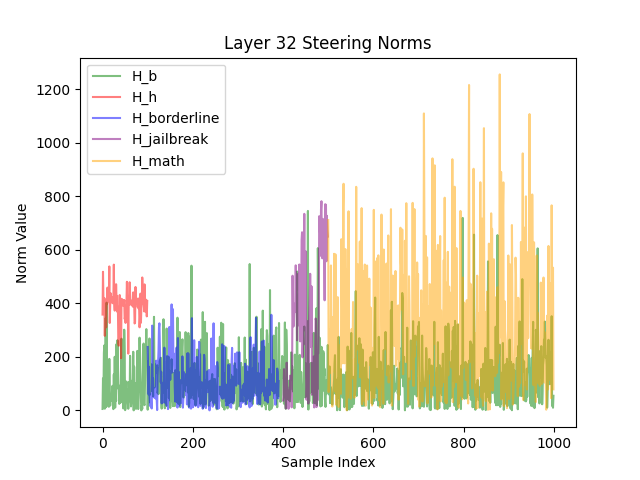 Layer 32 Steering Norms
H_b
H_h
H_borderline
H_jailbreak
H_math
Norm Value
1200
1000
800
600
400
200
0
0 200 400 600 800 1000
Sample Index